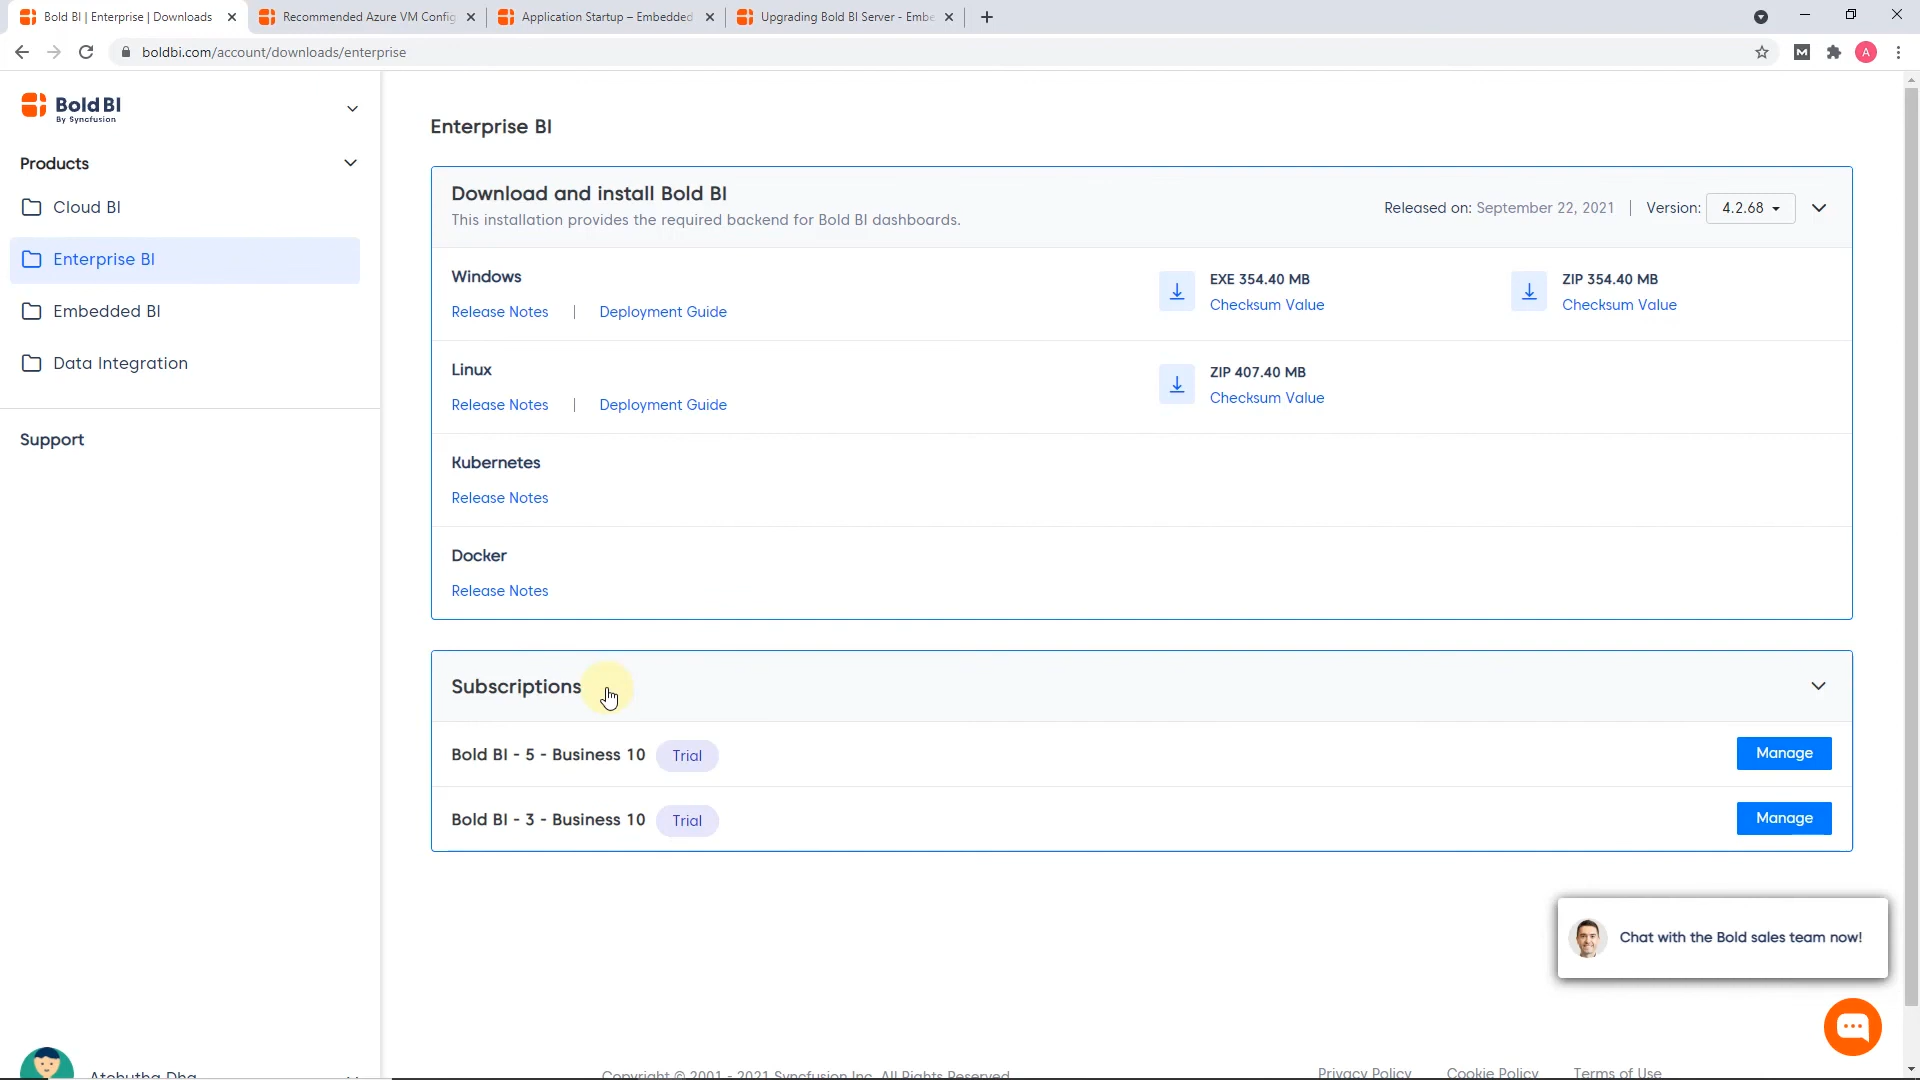 Bold BI | Enterprise | Downloads
Recommended Azure VM Config
Application Startup – Embedded
Upgrading Bold BI Server - Embe
boldbi.com/account/downloads/enterprise
M
A
Bold BI
By Syncfusion
Products
Cloud BI
Enterprise BI
Embedded BI
Data Integration
Support
Enterprise BI
Download and install Bold BI
This installation provides the required backend for Bold BI dashboards.
Released on: September 22, 2021 | Version: 4.2.68
Windows
Release Notes | Deployment Guide
EXE 354.40 MB
Checksum Value
ZIP 354.40 MB
Checksum Value
Linux
Release Notes | Deployment Guide
ZIP 407.40 MB
Checksum Value
Kubernetes
Release Notes
Docker
Release Notes
Subscriptions
Bold BI - 5 - Business 10 Trial
Manage
Bold BI - 3 - Business 10 Trial
Manage
Chat with the Bold sales team now!
Atchutha Dha
Copyright © 2001 - 2021 Syncfusion Inc. All Rights Reserved
Privacy Policy
Cookie Policy
Terms of Use